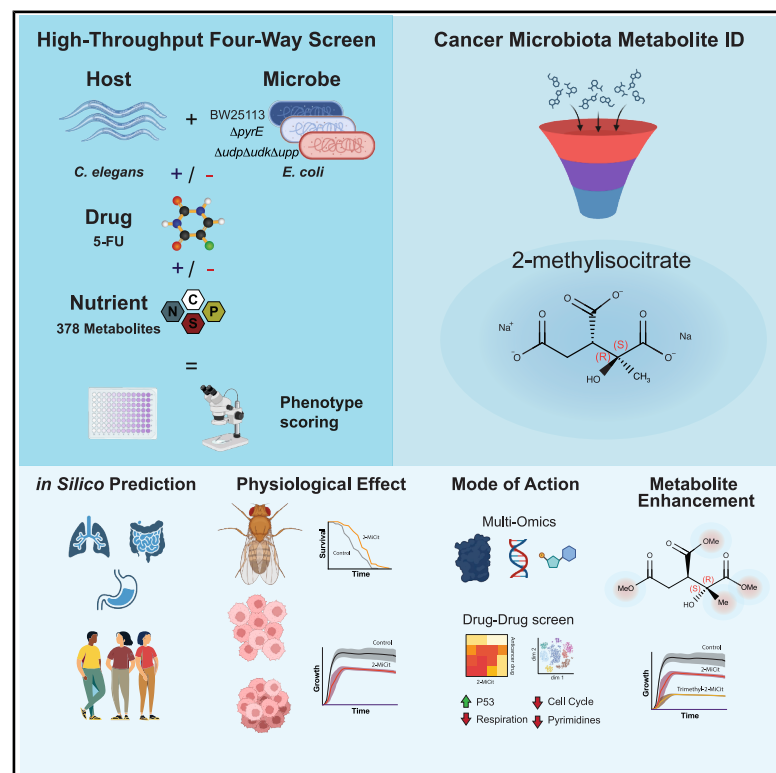 High-Throughput Four-Way Screen
Host
Microbe
+
BW25113
ΔpyrE
ΔudpΔudkΔupp
C. elegans
E. coli
+ / -
Drug
5-FU
+ / -
Nutrient
378 Metabolites
N C S P
=
Phenotype
scoring
Cancer Microbiota Metabolite ID
2-methylisocitrate
O
O⁻
Na⁺
O
(S)
O
Na
⁻O
(R)
O⁻
HO
CH₃
in Silico Prediction
Physiological Effect
Survival
2-MiCit
Control
Time
Growth
Control
2-MiCit
Time
Mode of Action
Multi-Omics
Drug-Drug screen
Anticancer drug
2-MiCit
dim 2
dim 1
P53
Cell Cycle
Respiration
Pyrimidines
Metabolite
Enhancement
O
OMe
O
(R)
O
MeO
(S)
OMe
HO
Me
Growth
Control
2-MiCit
Trimethyl-2-MiCit
Time